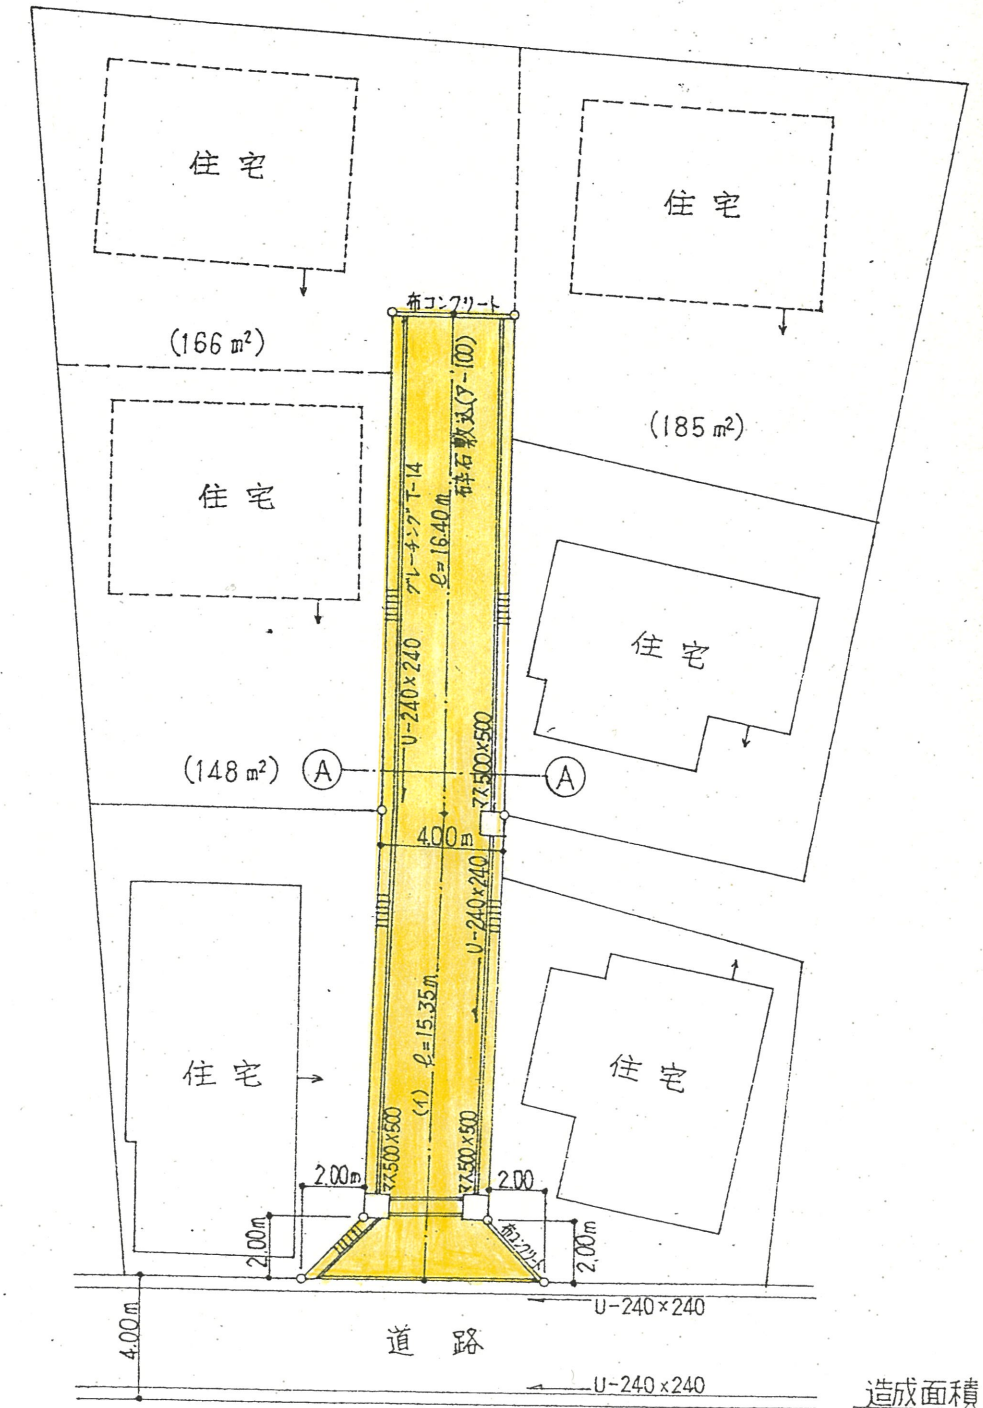 住宅
住宅
布コンクリート
(166㎡)
砕石敷込(ア-100)
(185㎡)
住宅
グレーチング T-14
ℓ=16.40m
住宅
U-240×240
マス500×500
(148㎡)
A
A
4.00m
U-240×240
ℓ=15.35m
住宅
住宅
(イ)
マス500×500
マス500×500
2.00m
2.00
2.00m
布コンクリート
2.00m
U-240×240
4.00m
道路
U-240×240
造成面積